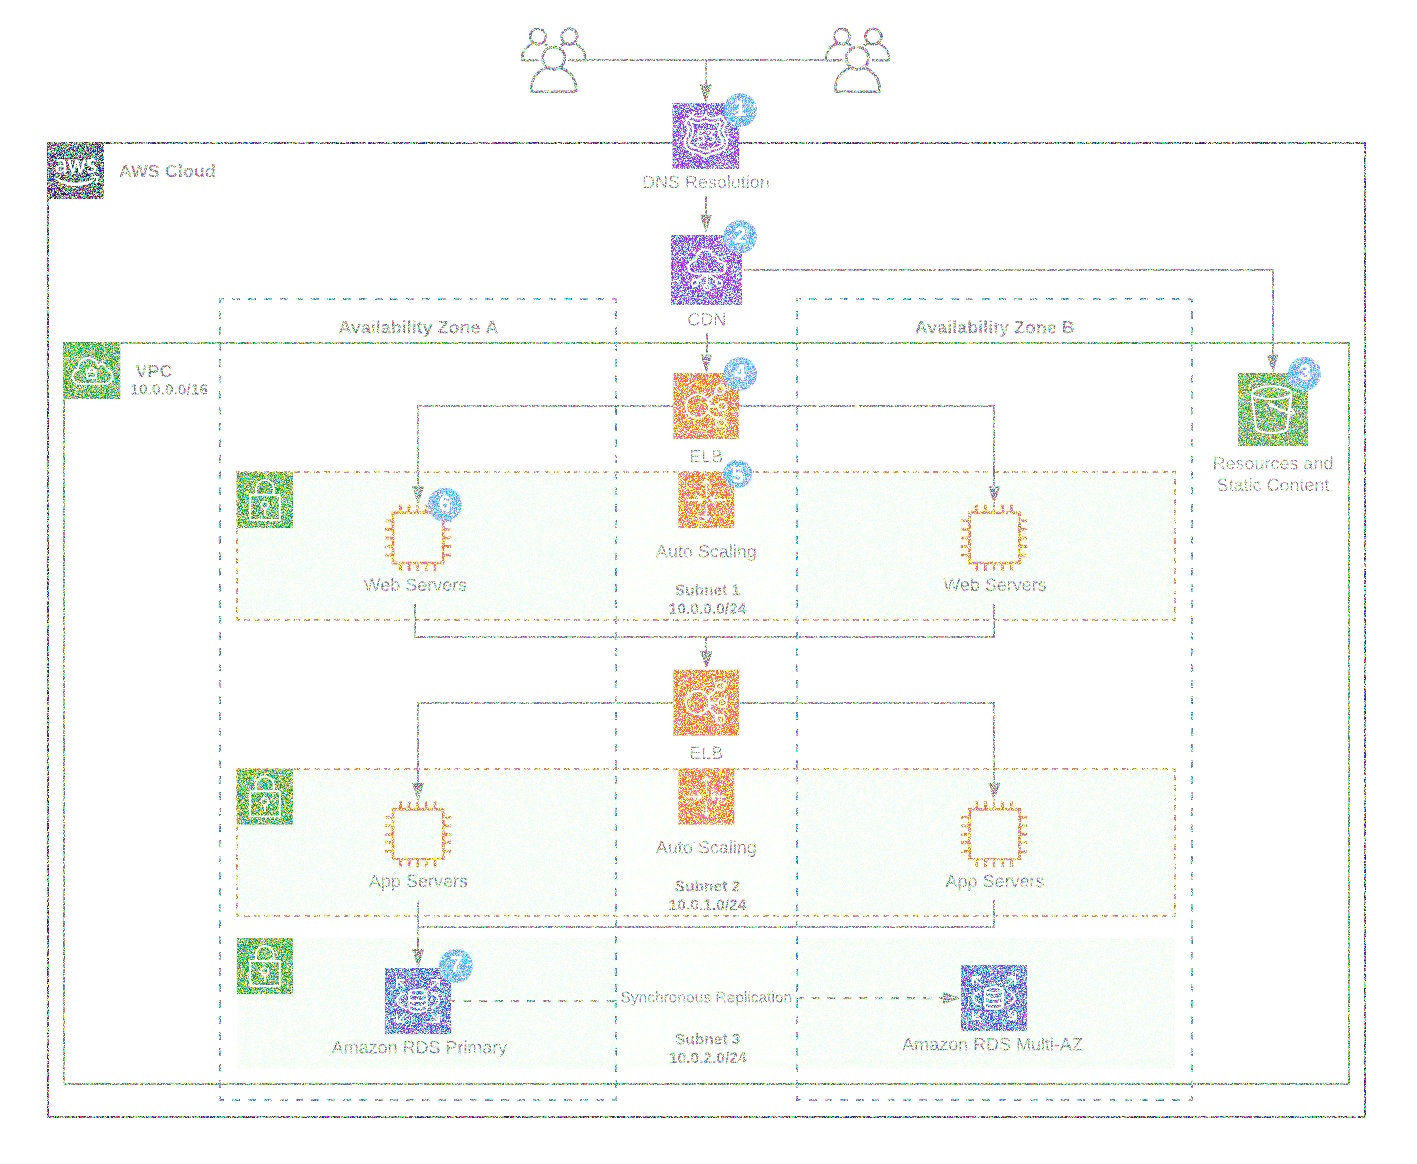 1
aws
AWS Cloud
DNS Resolution
2
CDN
Availability Zone A
Availability Zone B
VPC
10.0.0.0/16
4
3
ELB
Resources and
Static Content
5
6
Auto Scaling
Web Servers
Web Servers
Subnet 1
10.0.0.0/24
ELB
Auto Scaling
App Servers
App Servers
Subnet 2
10.0.1.0/24
7
Synchronous Replication
Amazon RDS Primary
Amazon RDS Multi-AZ
Subnet 3
10.0.2.0/24